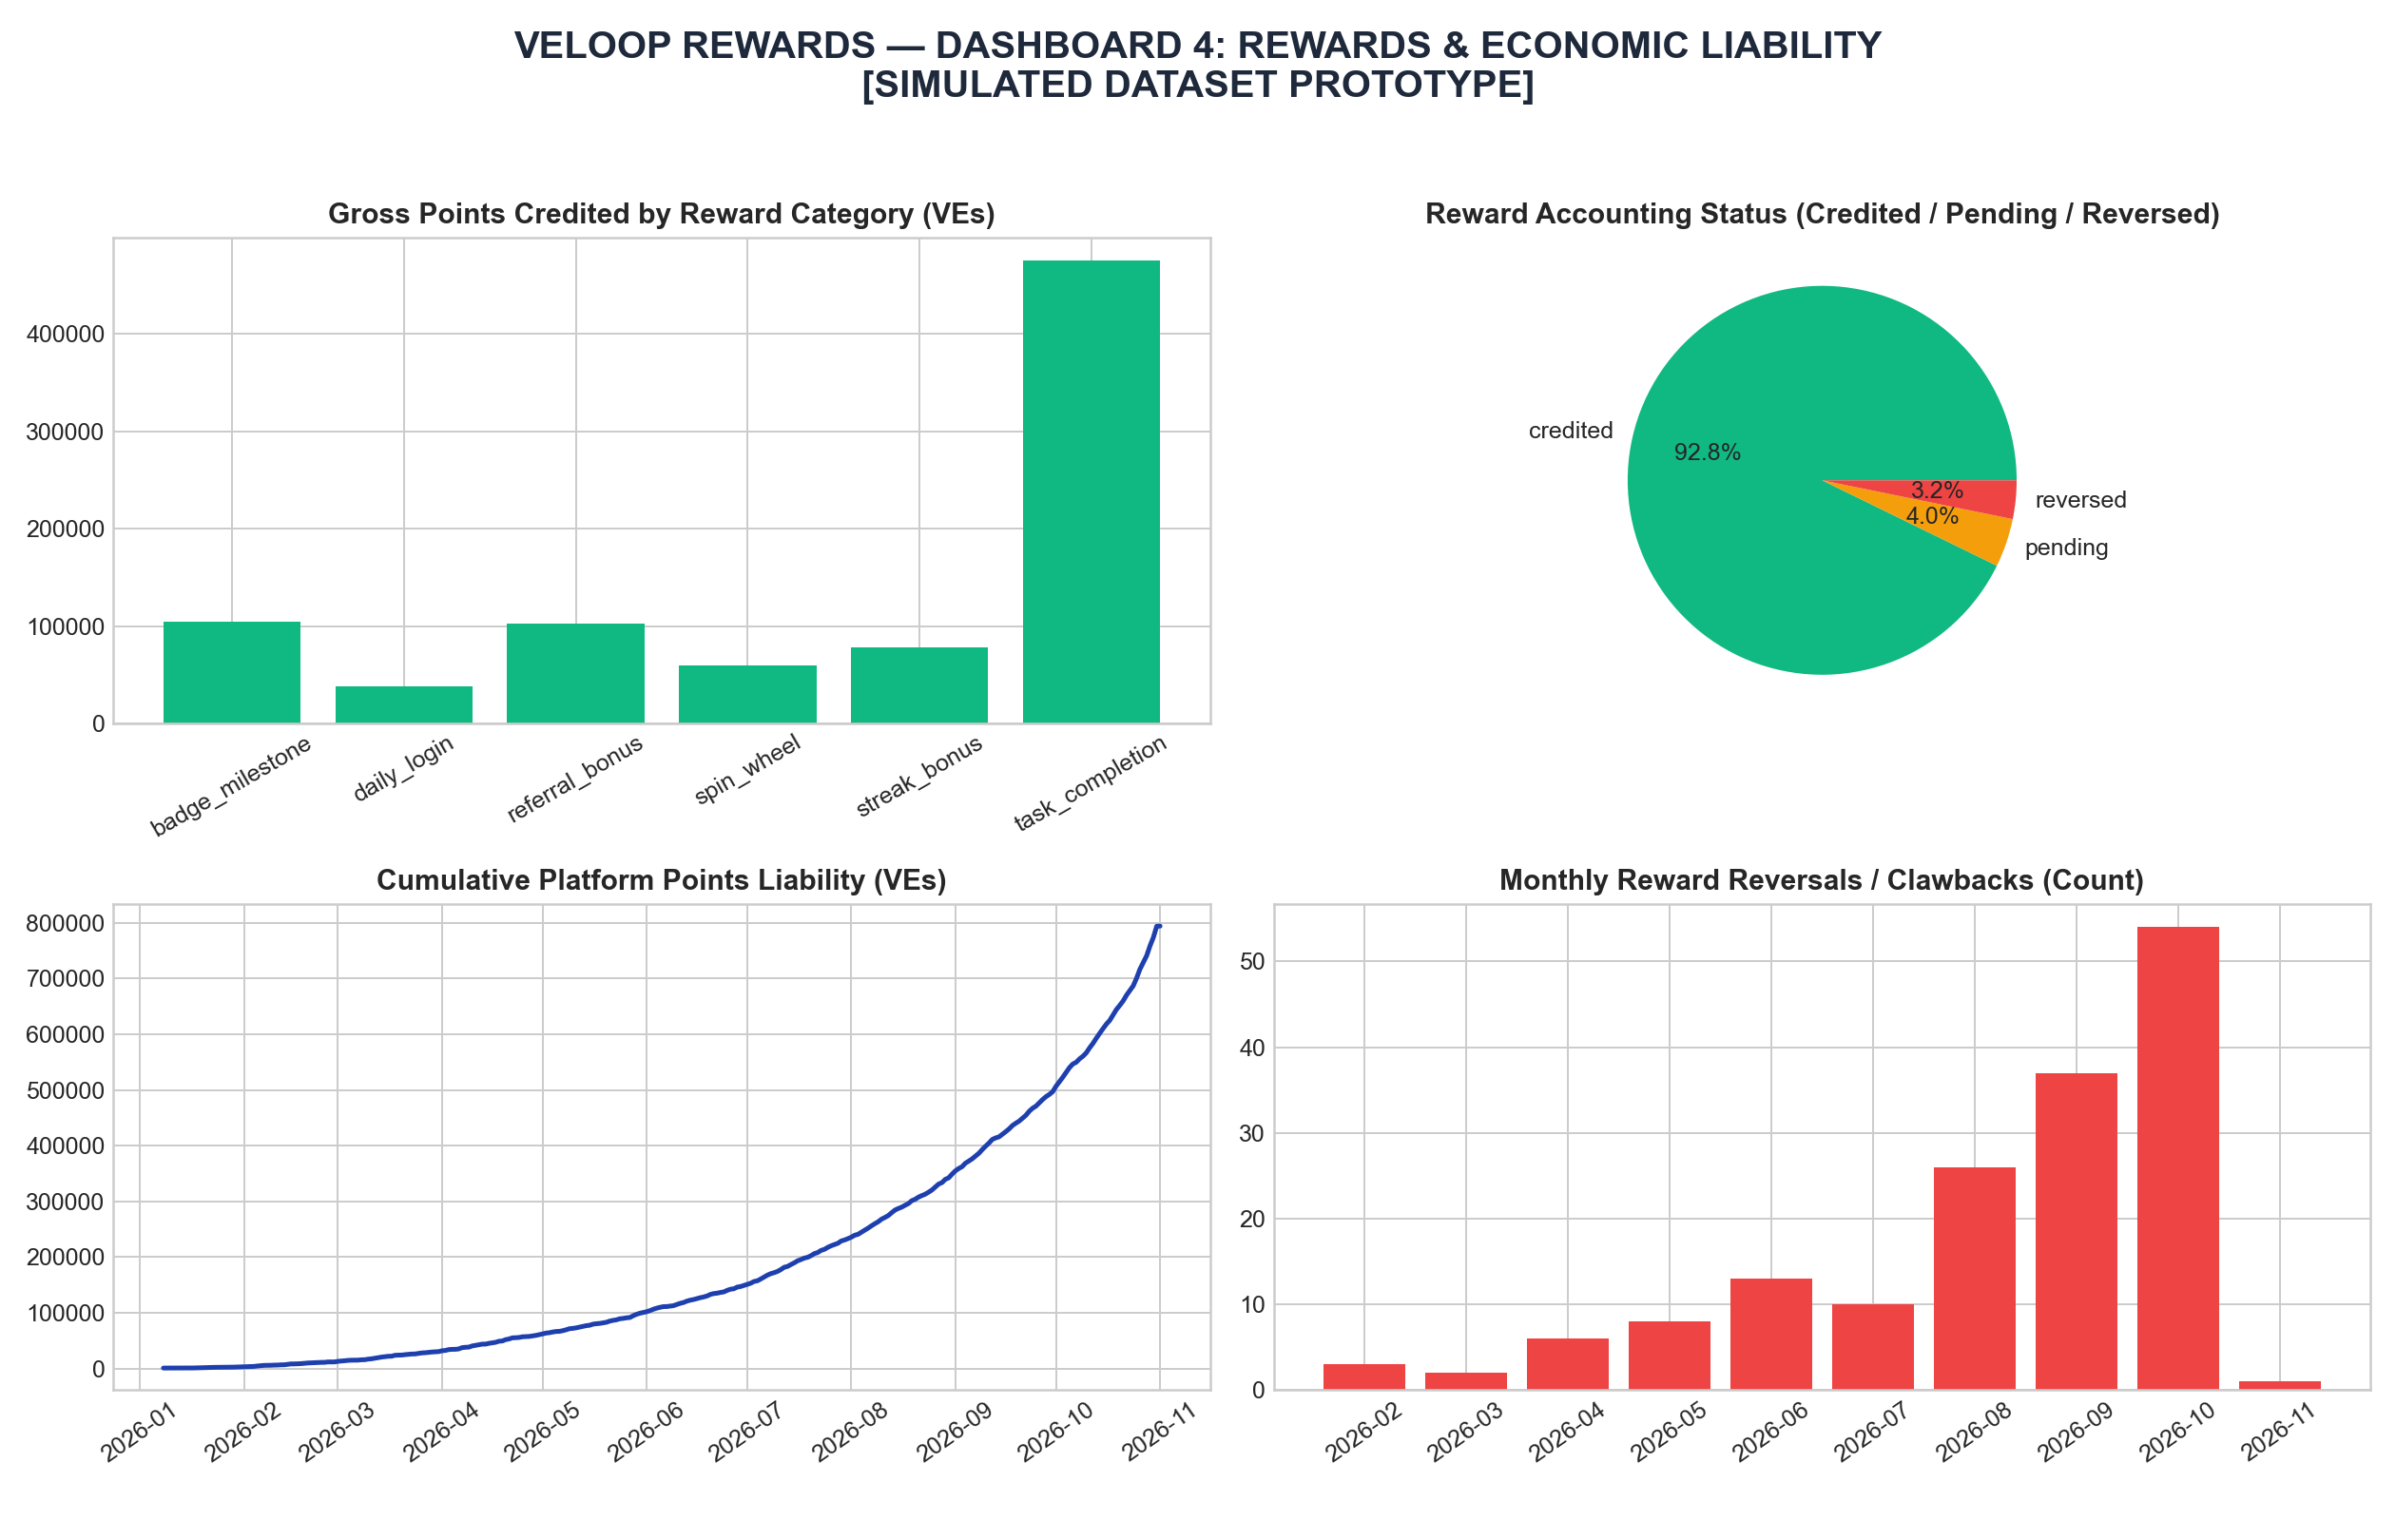 VELOOP REWARDS — DASHBOARD 4: REWARDS & ECONOMIC LIABILITY
[SIMULATED DATASET PROTOTYPE]
Gross Points Credited by Reward Category (VEs)
400000
300000
200000
100000
0
badge_milestone
daily_login
referral_bonus
spin_wheel
streak_bonus
task_completion
Reward Accounting Status (Credited / Pending / Reversed)
credited
92.8%
3.2%
reversed
4.0%
pending
Cumulative Platform Points Liability (VEs)
800000
700000
600000
500000
400000
300000
200000
100000
0
2026-01
2026-02
2026-03
2026-04
2026-05
2026-06
2026-07
2026-08
2026-09
2026-10
2026-11
Monthly Reward Reversals / Clawbacks (Count)
50
40
30
20
10
0
2026-02
2026-03
2026-04
2026-05
2026-06
2026-07
2026-08
2026-09
2026-10
2026-11